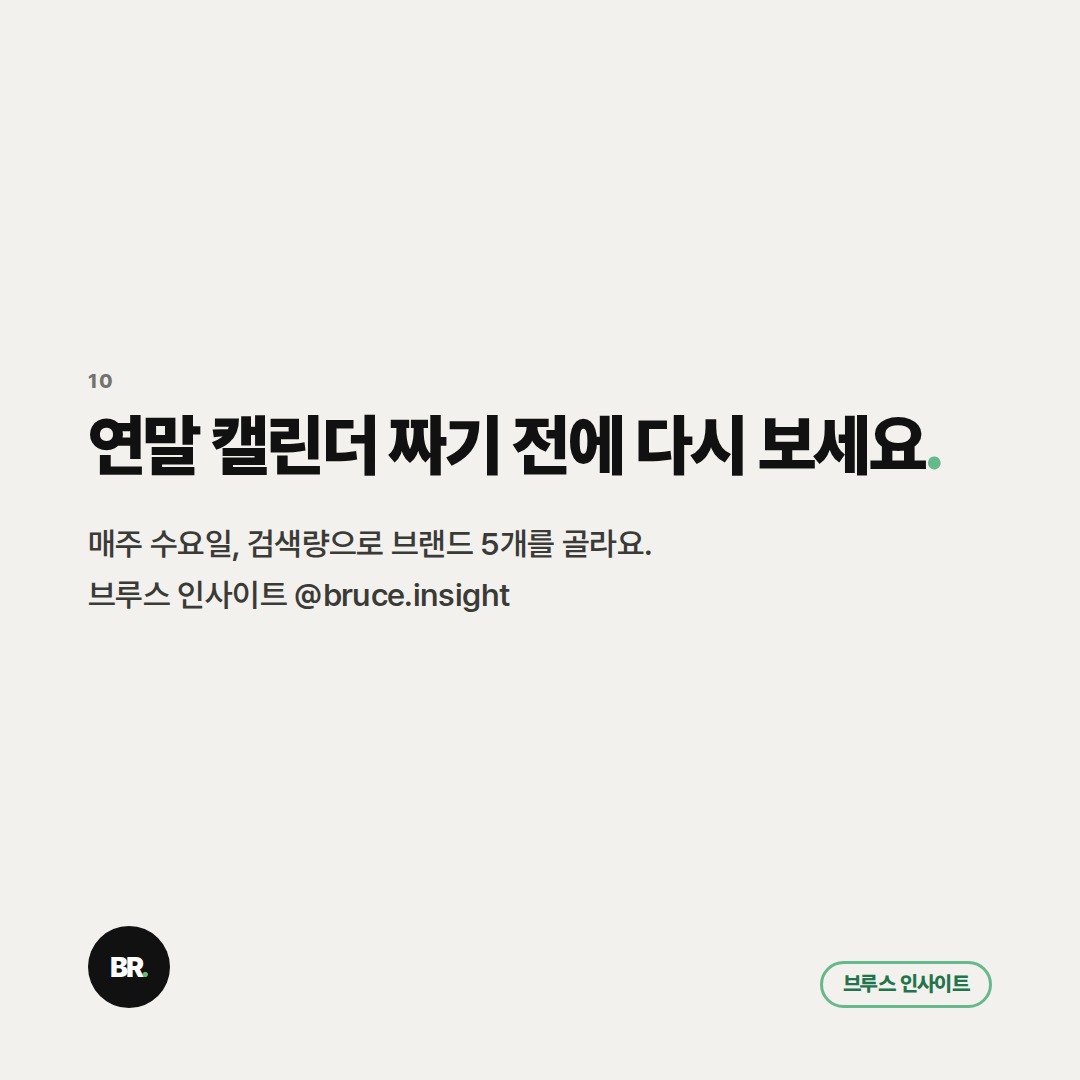 10
연말 캘린더 짜기 전에 다시 보세요.
매주 수요일, 검색량으로 브랜드 5개를 골라요.
브루스 인사이트 @bruce.insight
BR.
브루스 인사이트